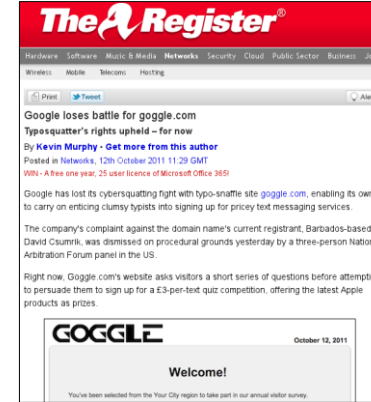 The Register®
Hardware Software Music & Media Networks Security Cloud Public Sector Business
Wireless Mobile Telecoms Hosting
Print Tweet
Google loses battle for goggle.com
Typosquatter's rights upheld – for now
By Kevin Murphy • Get more from this author
Posted in Networks, 12th October 2011 11:29 GMT
WIN - A free one year, 25 user licence of Microsoft Office 365!
Google has lost its cybersquatting fight with typo-snaffle site goggle.com, enabling its
to carry on enticing clumsy typists into signing up for pricey text messaging services.
The company's complaint against the domain name's current registrant, Barbados-based
David Csumrik, was dismissed on procedural grounds yesterday by a three-person
Arbitration Forum panel in the US.
Right now, Goggle.com's website asks visitors a short series of questions before
to persuade them to sign up for a £3-per-text quiz competition, offering the latest Apple
products as prizes.
GOGGLE
October 12, 2011
Welcome!
You've been selected from the Your City region to take part in our annual visitor survey.